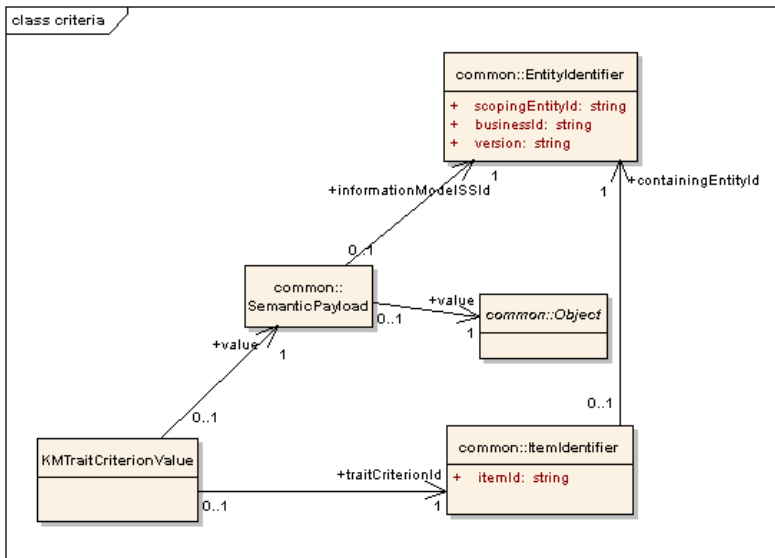 class criteria
common::EntityIdentifier
+ scopingEntityId: string
+ businessId: string
+ version: string
1
+informationModelSSId
1
+containingEntityId
0..1
common::
SemanticPayload
+value
0..1
1
common::Object
+value
1
0..1
0..1
KMTraitCriterionValue
common::ItemIdentifier
+ itemId: string
+traitCriterionId
0..1
1